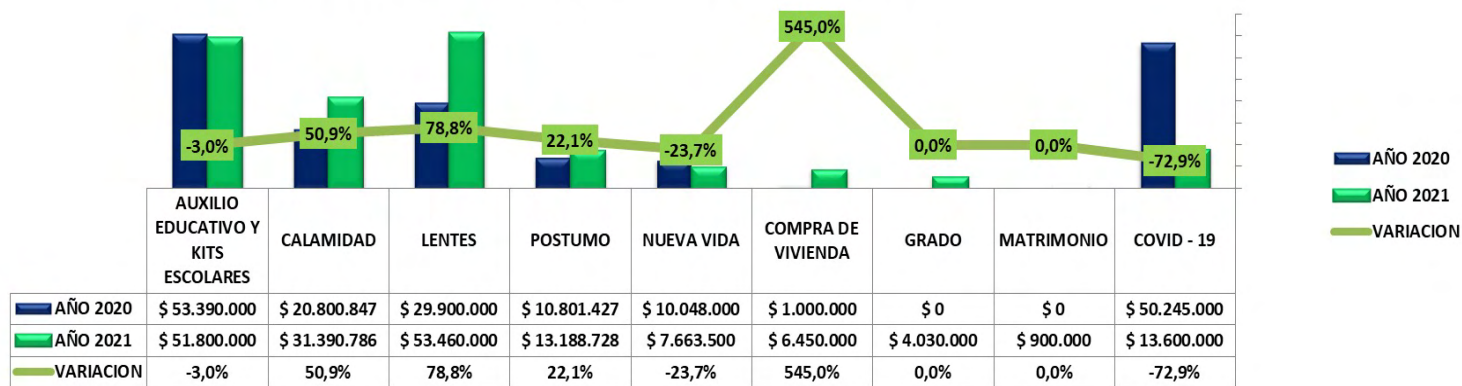 545,0%
-3,0%
50,9%
78,8%
22,1%
-23,7%
0,0%
0,0%
-72,9%
AÑO 2020
AÑO 2021
VARIACION
AUXILIO EDUCATIVO Y KITS ESCOLARES CALAMIDAD LENTES POSTUMO NUEVA VIDA COMPRA DE VIVIENDA GRADO MATRIMONIO COVID - 19
AÑO 2020 $ 53.390.000 $ 20.800.847 $ 29.900.000 $ 10.801.427 $ 10.048.000 $ 1.000.000 $ 0 $ 0 $ 50.245.000
AÑO 2021 $ 51.800.000 $ 31.390.786 $ 53.460.000 $ 13.188.728 $ 7.663.500 $ 6.450.000 $ 4.030.000 $ 900.000 $ 13.600.000
VARIACION -3,0% 50,9% 78,8% 22,1% -23,7% 545,0% 0,0% 0,0% -72,9%